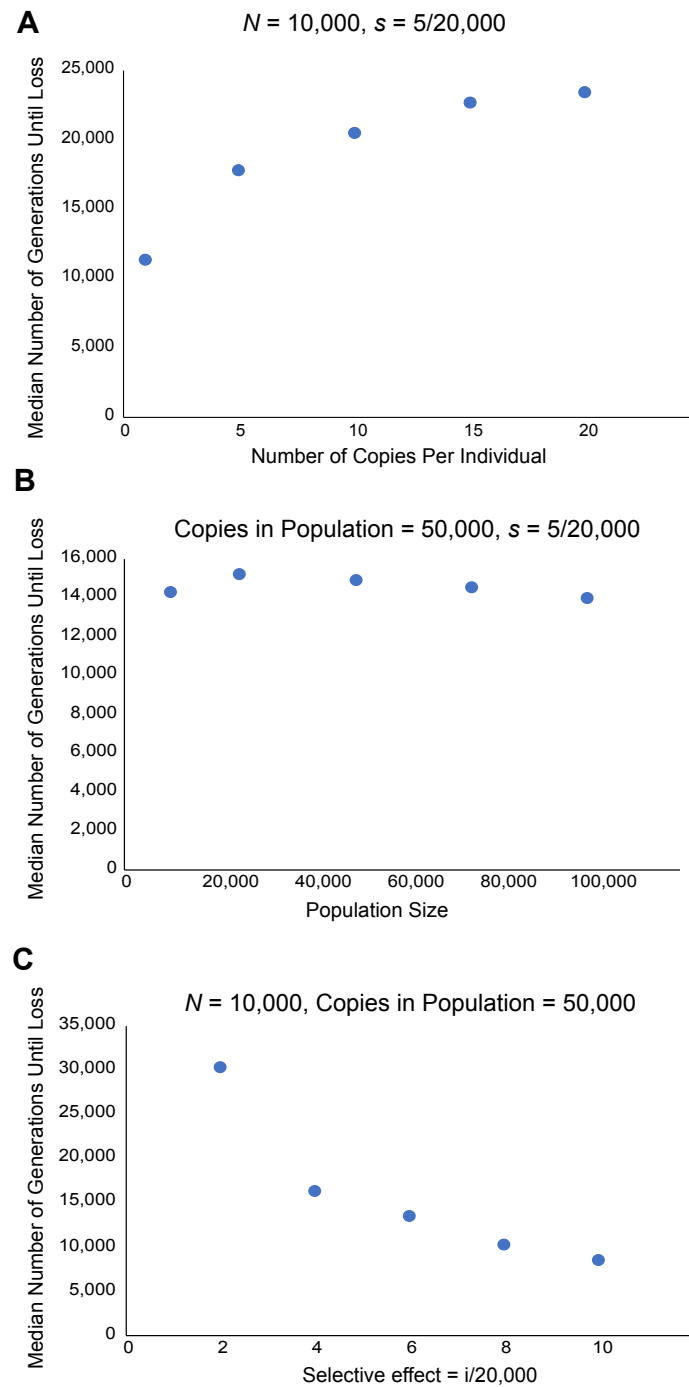 A
N = 10,000, s = 5/20,000
Median Number of Generations Until Loss
25,000
20,000
15,000
10,000
5,000
0
0 5 10 15 20
Number of Copies Per Individual
B
Copies in Population = 50,000, s = 5/20,000
Median Number of Generations Until Loss
16,000
14,000
12,000
10,000
8,000
6,000
4,000
2,000
0
0 20,000 40,000 60,000 80,000 100,000
Population Size
C
N = 10,000, Copies in Population = 50,000
Median Number of Generations Until Loss
35,000
30,000
25,000
20,000
15,000
10,000
5,000
0
0 2 4 6 8 10
Selective effect = i/20,000